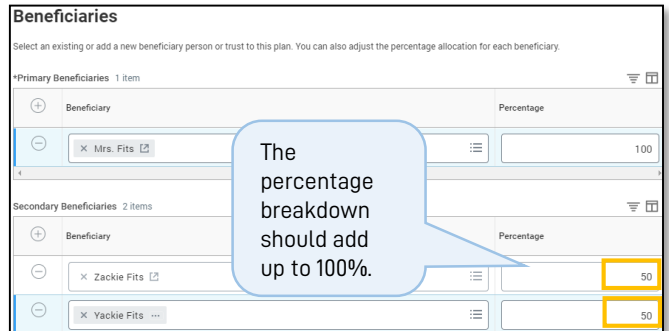 Beneficiaries
Select an existing or add a new beneficiary person or trust to this plan. You can also adjust the percentage allocation for each beneficiary.
*Primary Beneficiaries 1 item
Beneficiary Percentage
× Mrs. Fits 100
Secondary Beneficiaries 2 items
Beneficiary Percentage
× Zackie Fits 50
× Yackie Fits ... 50
The
percentage
breakdown
should add
up to 100%.